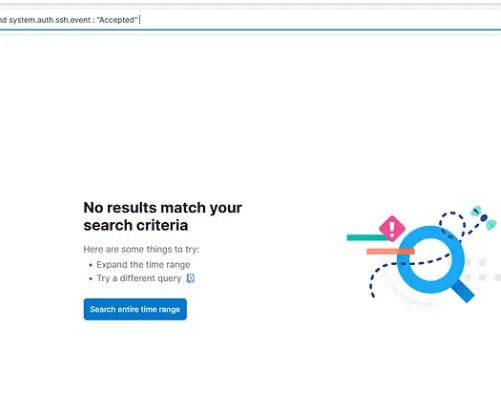 nd system.auth.ssh.event : "Accepted"
No results match your
search criteria
Here are some things to try:
• Expand the time range
• Try a different query
Search entire time range